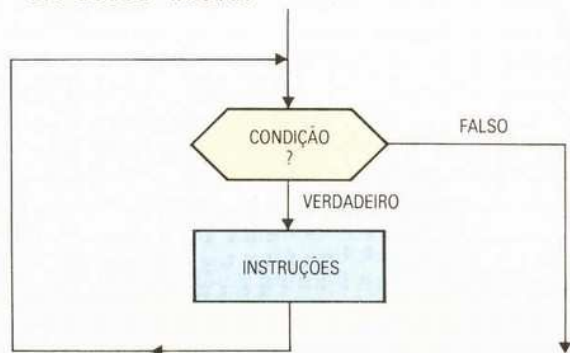 CONDIÇÃO
?
FALSO
VERDADEIRO
INSTRUÇÕES